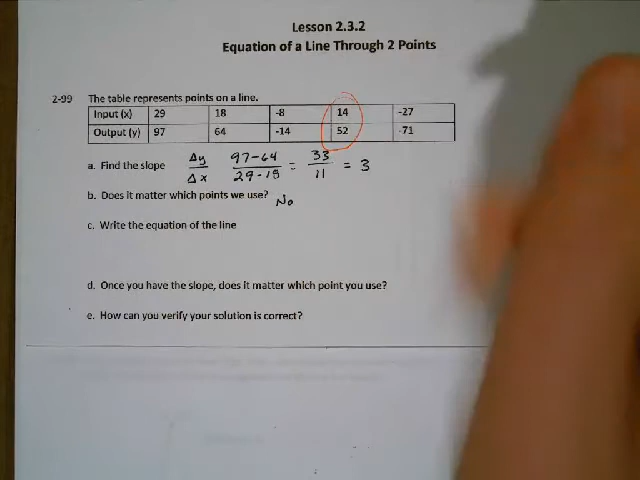 Lesson 2.3.2
Equation of a Line Through 2 Points
2-99 The table represents points on a line.
Input (x) 29 18 -8 14 -27
Output (y) 97 64 -14 52 -71
a. Find the slope Δy/Δx 97-64/29-18 = 33/11 = 3
b. Does it matter which points we use? No
c. Write the equation of the line
d. Once you have the slope, does it matter which point you use?
e. How can you verify your solution is correct?